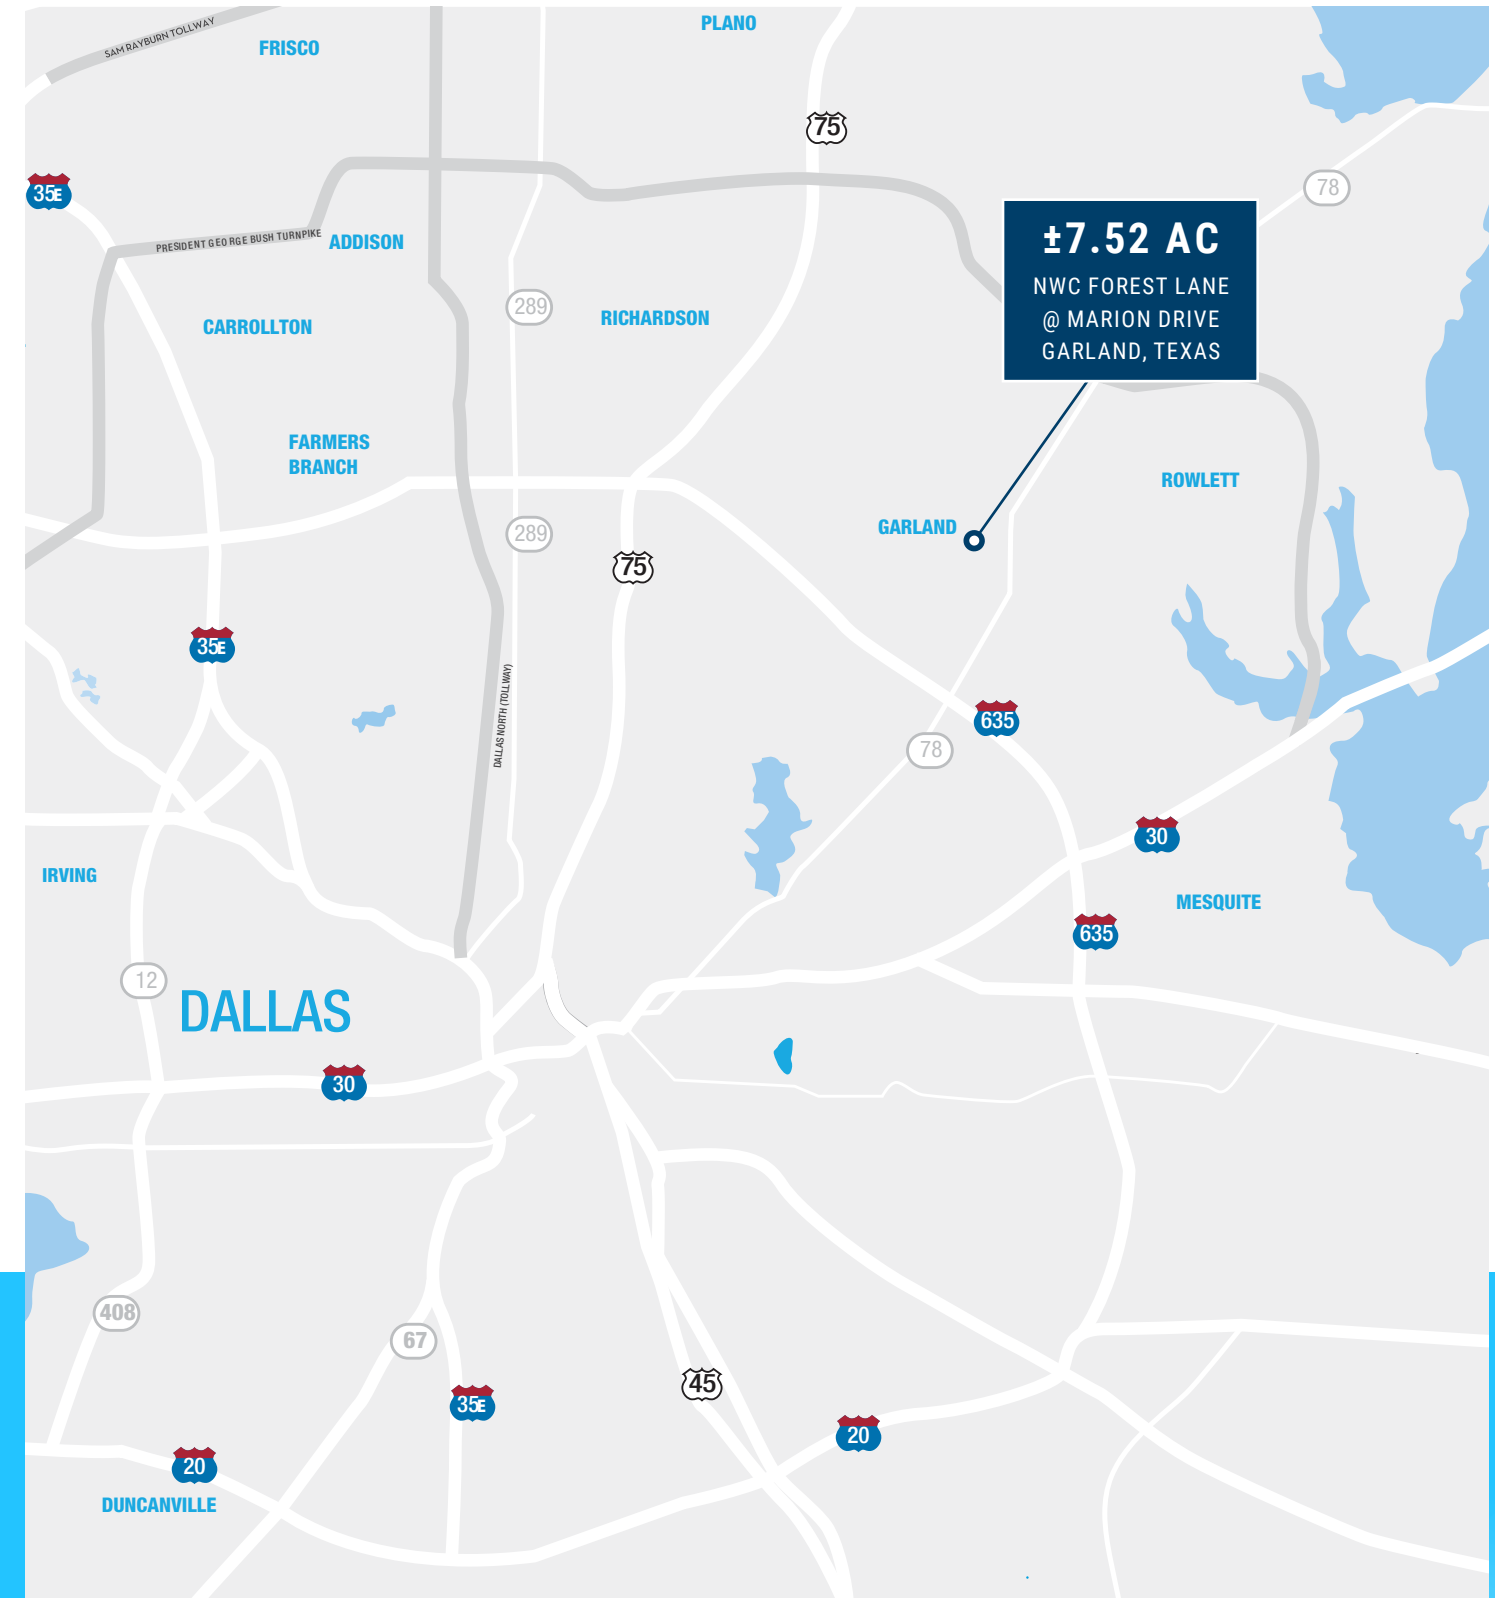 PLANO
SAM RAYBURN TOLLWAY
FRISCO
75
78
35E
±7.52 AC
NWC FOREST LANE
@ MARION DRIVE
GARLAND, TEXAS
PRESIDENT GEORGE BUSH TURNPIKE
ADDISON
289
RICHARDSON
CARROLLTON
FARMERS
BRANCH
ROWLETT
GARLAND
289
75
35E
DALLAS NORTH (TOLLWAY)
635
78
30
IRVING
MESQUITE
635
12
DALLAS
30
408
67
45
35E
20
20
DUNCANVILLE